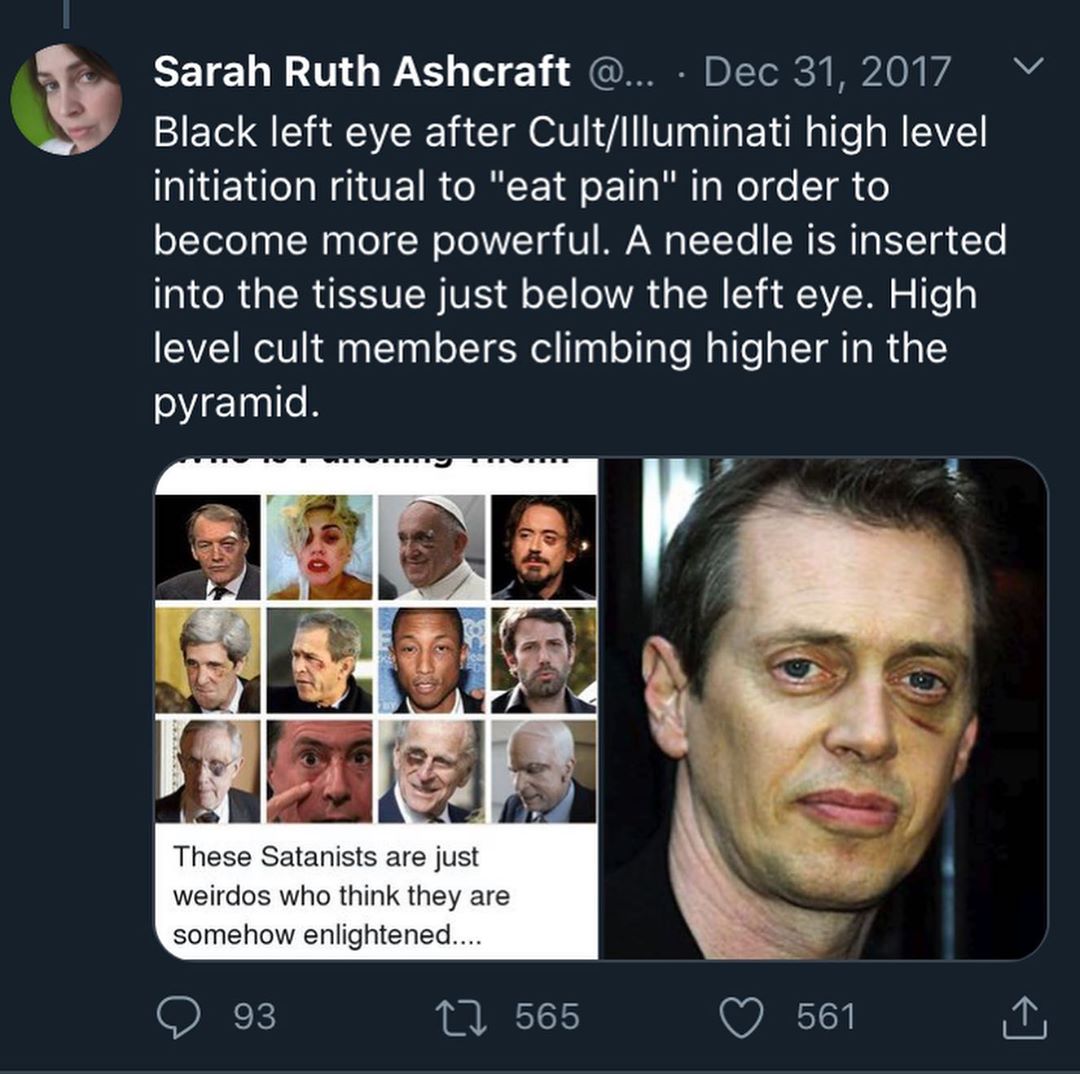 Sarah Ruth Ashcraft @... · Dec 31, 2017
Black left eye after Cult/Illuminati high level
initiation ritual to "eat pain" in order to
become more powerful. A needle is inserted
into the tissue just below the left eye. High
level cult members climbing higher in the
pyramid.
These Satanists are just
weirdos who think they are
somehow enlightened....
93 565 561